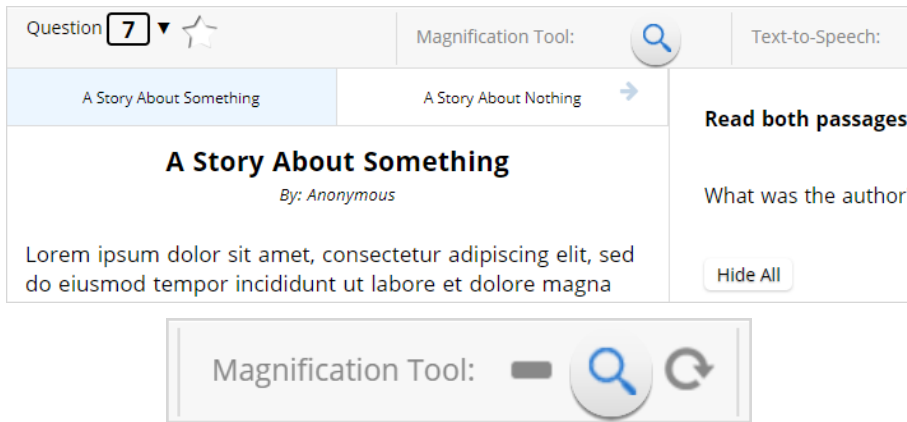 Question 7 ▼
Magnification Tool:
Text-to-Speech:
A Story About Something
A Story About Nothing
A Story About Something
By: Anonymous
Lorem ipsum dolor sit amet, consectetur adipiscing elit, sed
do eiusmod tempor incididunt ut labore et dolore magna
Read both passages
What was the author
Hide All
Magnification Tool: